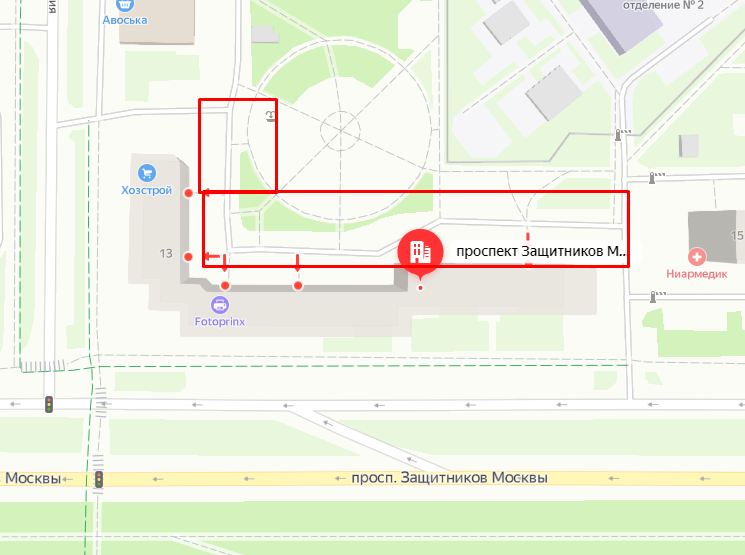 отделение № 2
Авоська
Хозстрой
13
15
проспект Защитников М...
Ниармедик
Fotoprinx
Москвы
просп. Защитников Москвы